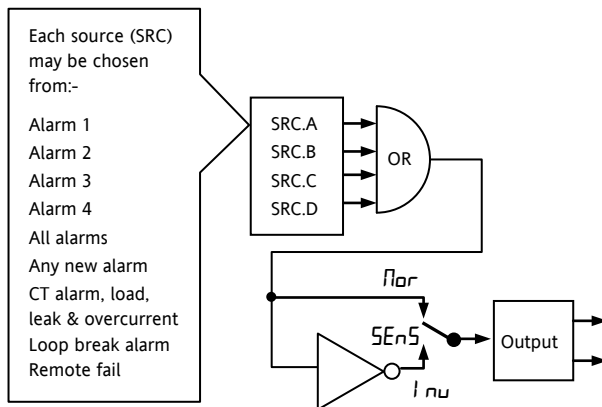 Each source (SRC)
may be chosen
from:-
Alarm 1
Alarm 2
Alarm 3
Alarm 4
All alarms
Any new alarm
CT alarm, load,
leak & overcurrent
Loop break alarm
Remote fail
SRC.A
SRC.B
SRC.C
SRC.D
OR
nor
SEnS
Inv
Output